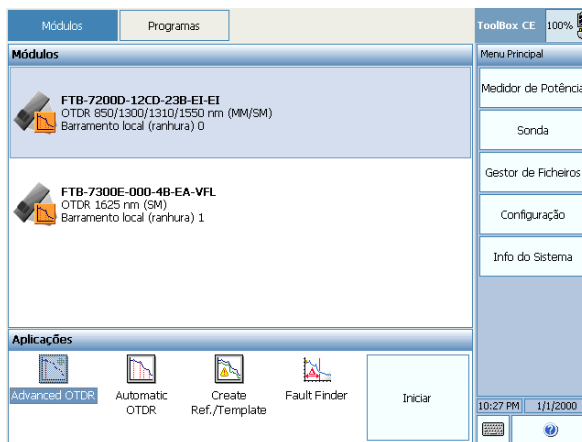 Módulos
Programas
ToolBox CE
100%
Módulos
Menu Principal
FTB-7200D-12CD-23B-EI-EI
OTDR 850/1300/1310/1550 nm (MM/SM)
Barramento local (ranhura) 0
FTB-7300E-000-4B-EA-VFL
OTDR 1625 nm (SM)
Barramento local (ranhura) 1
Medidor de Potência
Sonda
Gestor de Ficheiros
Configuração
Info do Sistema
Aplicações
Advanced OTDR
Automatic
OTDR
Create
Ref./Template
Fault Finder
Iniciar
10:27 PM
1/1/2000